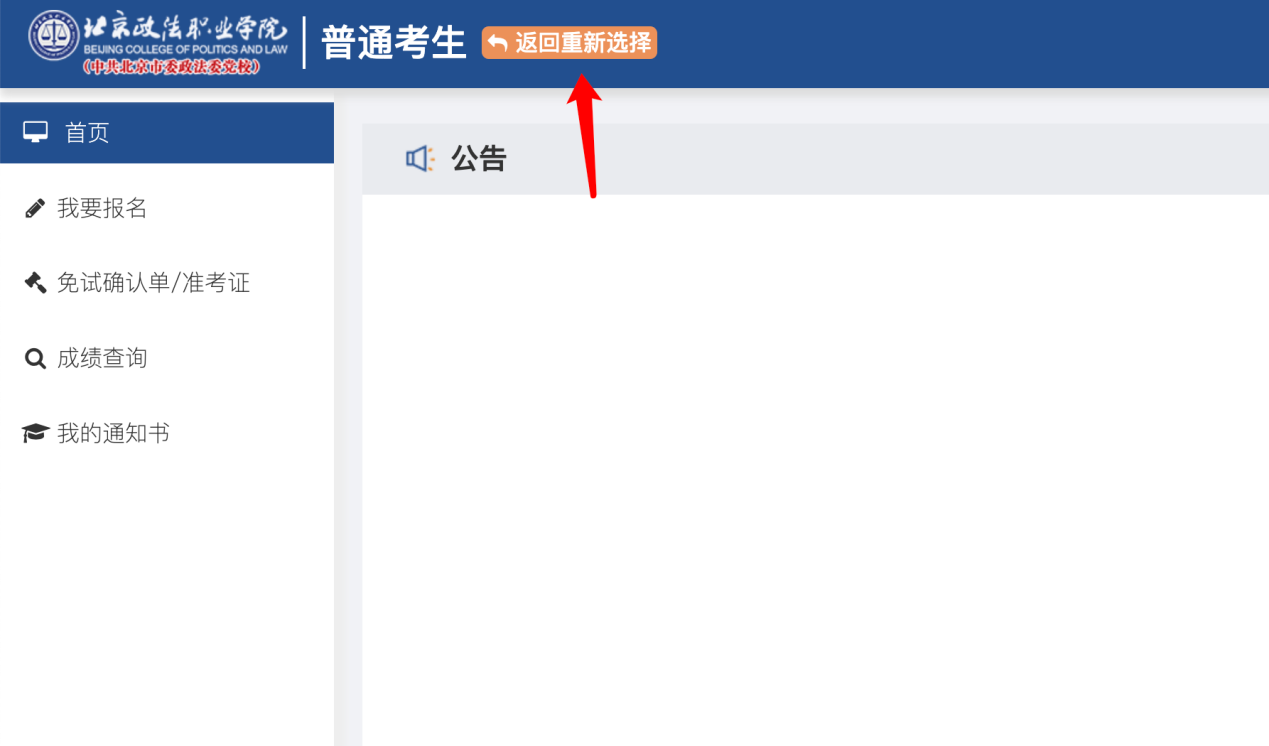 北京政法职业学院
BEIJING COLLEGE OF POLITICS AND LAW
(中共北京市委政法委党校)
普通考生
返回重新选择
首页
公告
我要报名
免试确认单/准考证
成绩查询
我的通知书